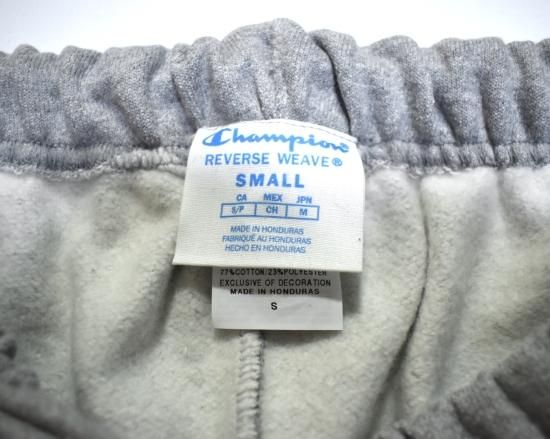 Champion
REVERSE WEAVE®
SMALL
CA MEX JPN
S/P CH M
MADE IN HONDURAS
FABRIQUÉ AU HONDURAS
HECHO EN HONDURAS
77%COTTON/23%POLYESTER
EXCLUSIVE OF DECORATION
MADE IN HONDURAS
S